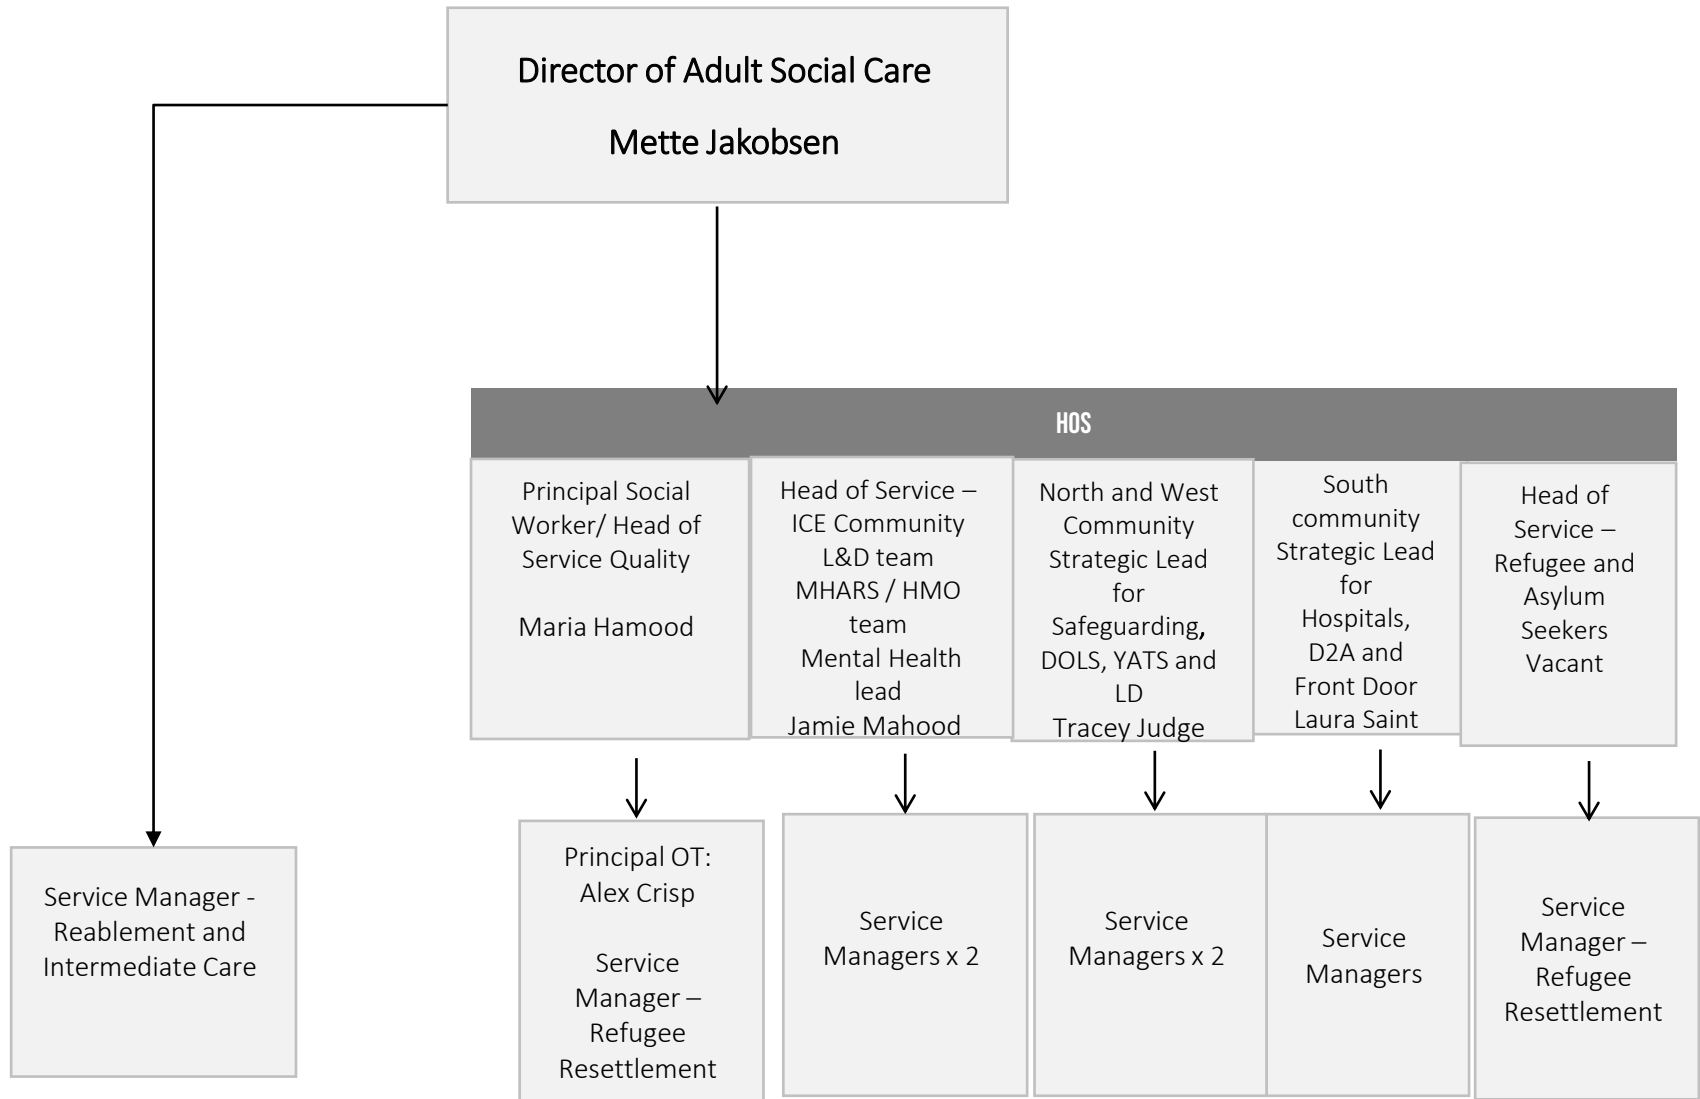 Director of Adult Social Care
Mette Jakobsen
HOS
Principal Social
Worker/ Head of
Service Quality
Maria Hamood
Head of Service –
ICE Community
L&D team
MHARS / HMO
team
Mental Health
lead
Jamie Mahood
North and West
Community
Strategic Lead
for
Safeguarding,
DOLS, YATS and
LD
Tracey Judge
South
community
Strategic Lead
for
Hospitals,
D2A and
Front Door
Laura Saint
Head of
Service –
Refugee and
Asylum
Seekers
Vacant
Service Manager -
Reablement and
Intermediate Care
Principal OT:
Alex Crisp
Service
Manager –
Refugee
Resettlement
Service
Managers x 2
Service
Managers x 2
Service
Managers
Service
Manager –
Refugee
Resettlement